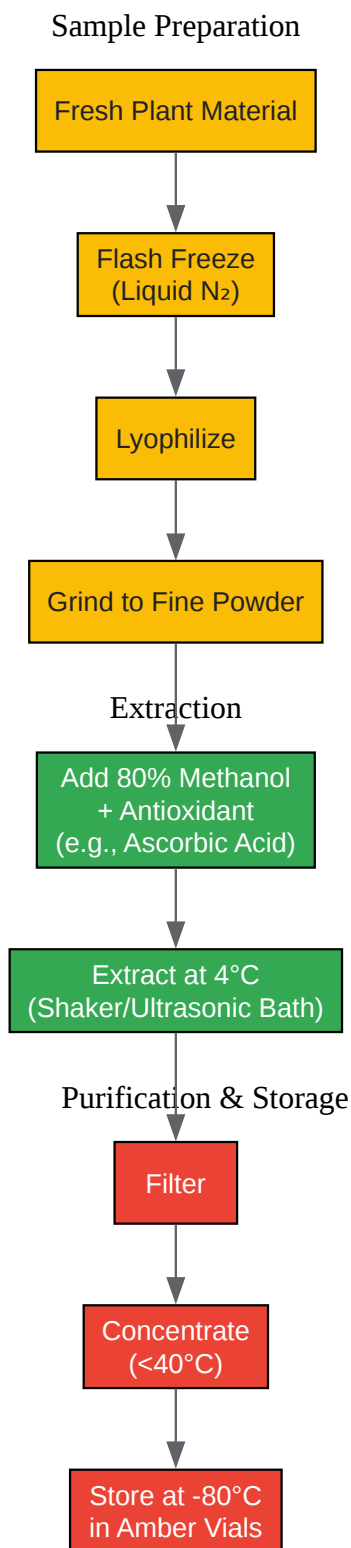 Sample Preparation
Fresh Plant Material
Flash Freeze
(Liquid N₂)
Lyophilize
Grind to Fine Powder
Extraction
Add 80% Methanol
+ Antioxidant
(e.g., Ascorbic Acid)
Extract at 4°C
(Shaker/Ultrasonic Bath)
Purification & Storage
Filter
Concentrate
(<40°C)
Store at -80°C
in Amber Vials